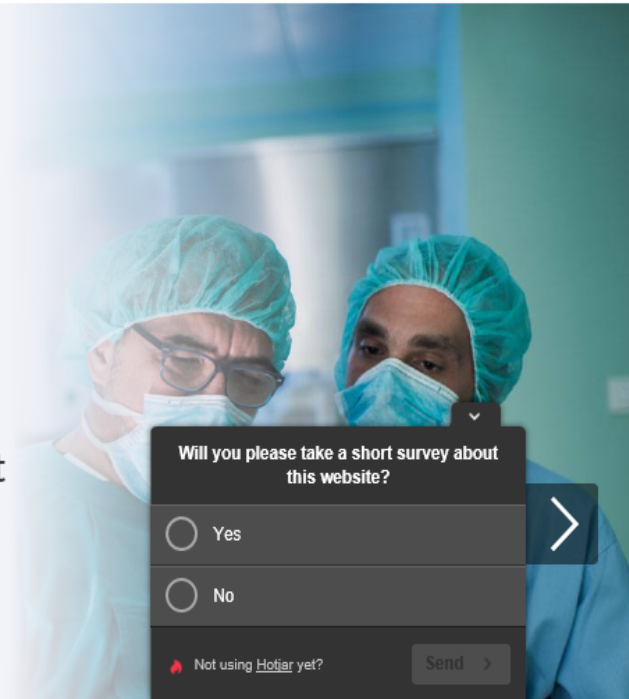 t
Will you please take a short survey about
this website?
Yes
No
Not using Hotjar yet?
Send